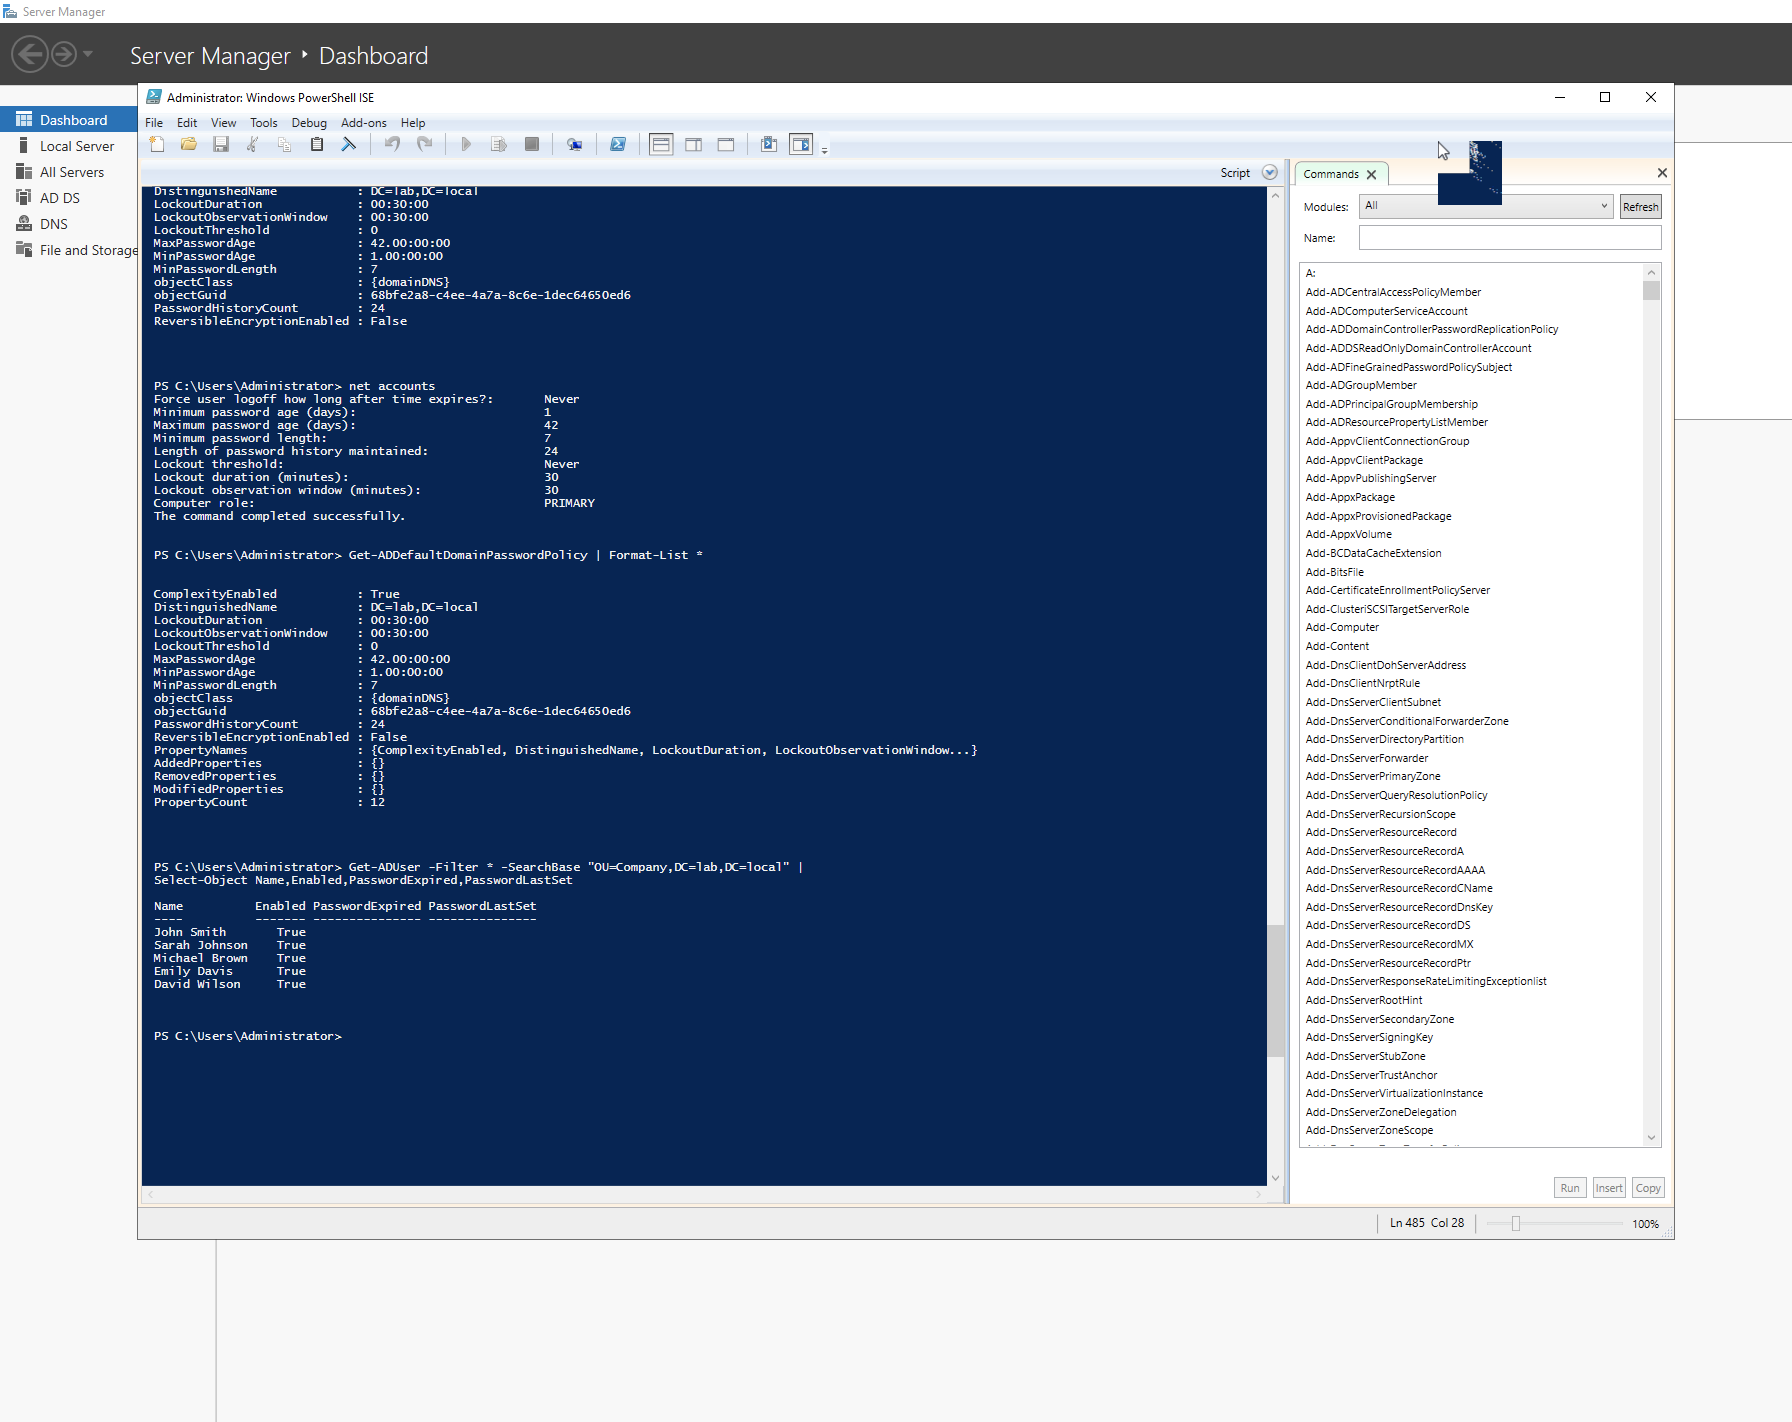 Server Manager
Server Manager ‣ Dashboard
Dashboard
Local Server
All Servers
AD DS
DNS
File and Storage
Administrator: Windows PowerShell ISE
File Edit View Tools Debug Add-ons Help
Script
DistinguishedName : DC=lab,DC=local
LockoutDuration : 00:30:00
LockoutObservationWindow : 00:30:00
LockoutThreshold : 0
MaxPasswordAge : 42.00:00:00
MinPasswordAge : 1.00:00:00
MinPasswordLength : 7
objectClass : {domainDNS}
objectGuid : 68bfe2a8-c4ee-4a7a-8c6e-1dec64650ed6
PasswordHistoryCount : 24
ReversibleEncryptionEnabled : False
PS C:\Users\Administrator> net accounts
Force user logoff how long after time expires?: Never
Minimum password age (days): 1
Maximum password age (days): 42
Minimum password length: 7
Length of password history maintained: 24
Lockout threshold: Never
Lockout duration (minutes): 30
Lockout observation window (minutes): 30
Computer role: PRIMARY
The command completed successfully.
PS C:\Users\Administrator> Get-ADDefaultDomainPasswordPolicy | Format-List *
ComplexityEnabled : True
DistinguishedName : DC=lab,DC=local
LockoutDuration : 00:30:00
LockoutObservationWindow : 00:30:00
LockoutThreshold : 0
MaxPasswordAge : 42.00:00:00
MinPasswordAge : 1.00:00:00
MinPasswordLength : 7
objectClass : {domainDNS}
objectGuid : 68bfe2a8-c4ee-4a7a-8c6e-1dec64650ed6
PasswordHistoryCount : 24
ReversibleEncryptionEnabled : False
PropertyNames : {ComplexityEnabled, DistinguishedName, LockoutDuration, LockoutObservationWindow...}
AddedProperties : {}
RemovedProperties : {}
ModifiedProperties : {}
PropertyCount : 12
PS C:\Users\Administrator> Get-ADUser -Filter * -SearchBase "OU=Company,DC=lab,DC=local" |
Select-Object Name,Enabled,PasswordExpired,PasswordLastSet
Name Enabled PasswordExpired PasswordLastSet
---- ------- --------------- ---------------
John Smith True
Sarah Johnson True
Michael Brown True
Emily Davis True
David Wilson True
PS C:\Users\Administrator>
Commands
Modules: All Refresh
Name:
A:
Add-ADCentralAccessPolicyMember
Add-ADComputerServiceAccount
Add-ADDomainControllerPasswordReplicationPolicy
Add-ADDSReadOnlyDomainControllerAccount
Add-ADFineGrainedPasswordPolicySubject
Add-ADGroupMember
Add-ADPrincipalGroupMembership
Add-ADResourcePropertyListMember
Add-AppvClientConnectionGroup
Add-AppvClientPackage
Add-AppvPublishingServer
Add-AppxPackage
Add-AppxProvisionedPackage
Add-AppxVolume
Add-BCDataCacheExtension
Add-BitsFile
Add-CertificateEnrollmentPolicyServer
Add-ClusteriSCSITargetServerRole
Add-Computer
Add-Content
Add-DnsClientDohServerAddress
Add-DnsClientNrptRule
Add-DnsServerClientSubnet
Add-DnsServerConditionalForwarderZone
Add-DnsServerDirectoryPartition
Add-DnsServerForwarder
Add-DnsServerPrimaryZone
Add-DnsServerQueryResolutionPolicy
Add-DnsServerRecursionScope
Add-DnsServerResourceRecord
Add-DnsServerResourceRecordA
Add-DnsServerResourceRecordAAAA
Add-DnsServerResourceRecordCName
Add-DnsServerResourceRecordDnsKey
Add-DnsServerResourceRecordDS
Add-DnsServerResourceRecordMX
Add-DnsServerResourceRecordPtr
Add-DnsServerResponseRateLimitingExceptionlist
Add-DnsServerRootHint
Add-DnsServerSecondaryZone
Add-DnsServerSigningKey
Add-DnsServerStubZone
Add-DnsServerTrustAnchor
Add-DnsServerVirtualizationInstance
Add-DnsServerZoneDelegation
Add-DnsServerZoneScope
Run Insert Copy
Ln 485 Col 28 100%